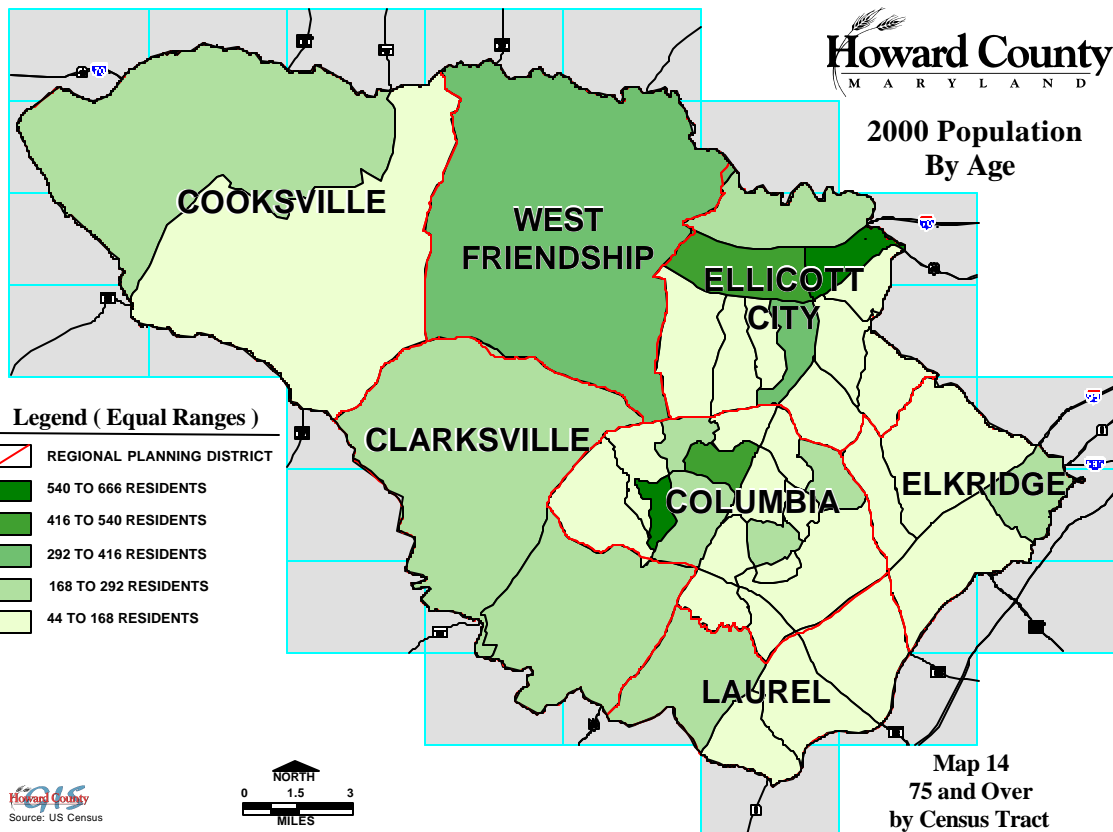 Howard County
MARYLAND
2000 Population
By Age
70
COOKSVILLE
WEST
FRIENDSHIP
ELLICOTT
CITY
CLARKSVILLE
COLUMBIA
ELKRIDGE
LAUREL
Legend ( Equal Ranges )
REGIONAL PLANNING DISTRICT
540 TO 666 RESIDENTS
416 TO 540 RESIDENTS
292 TO 416 RESIDENTS
168 TO 292 RESIDENTS
44 TO 168 RESIDENTS
Howard County
GIS
Source: US Census
NORTH
0 1.5 3
MILES
Map 14
75 and Over
by Census Tract